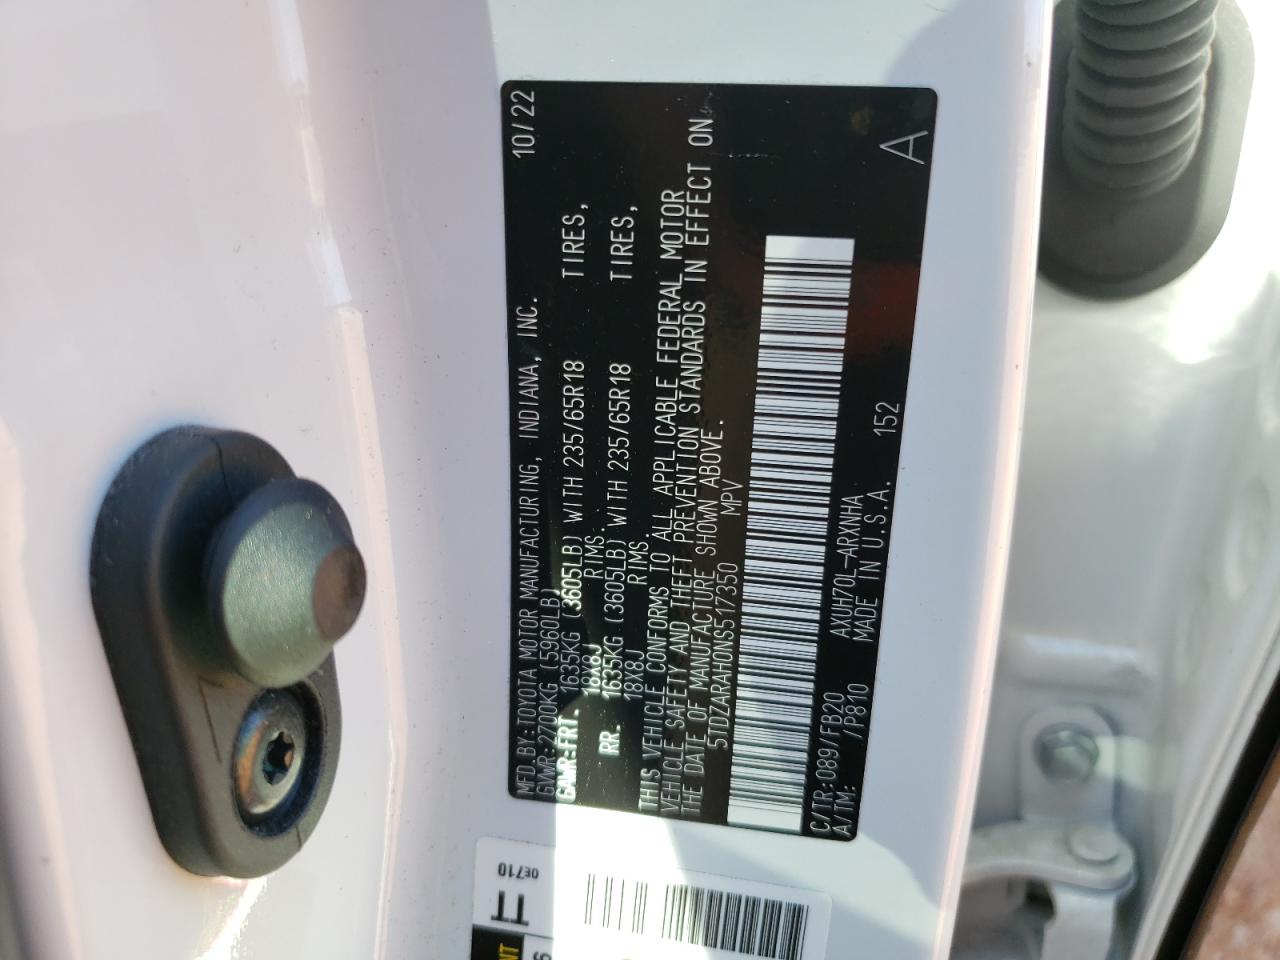 MFD.BY:TOYOTA MOTOR MANUFACTURING, INDIANA, INC. 10/22
GVWR:2700KG (5960LB)
GAWR:FRT. 1635KG (3605LB) WITH 235/65R18 TIRES,
18X8J RIMS.
RR. 1635KG (3605LB) WITH 235/65R18 TIRES,
18X8J RIMS.
THIS VEHICLE CONFORMS TO ALL APPLICABLE FEDERAL MOTOR
VEHICLE SAFETY AND THEFT PREVENTION STANDARDS IN EFFECT ON
THE DATE OF MANUFACTURE SHOWN ABOVE.
5TDZARAH0NS517350 MPV
C/TR:089/FB20 AXUH70L-ARXNHA
A/TM: /P810 MADE IN U.S.A. 152 A
TT 0E710